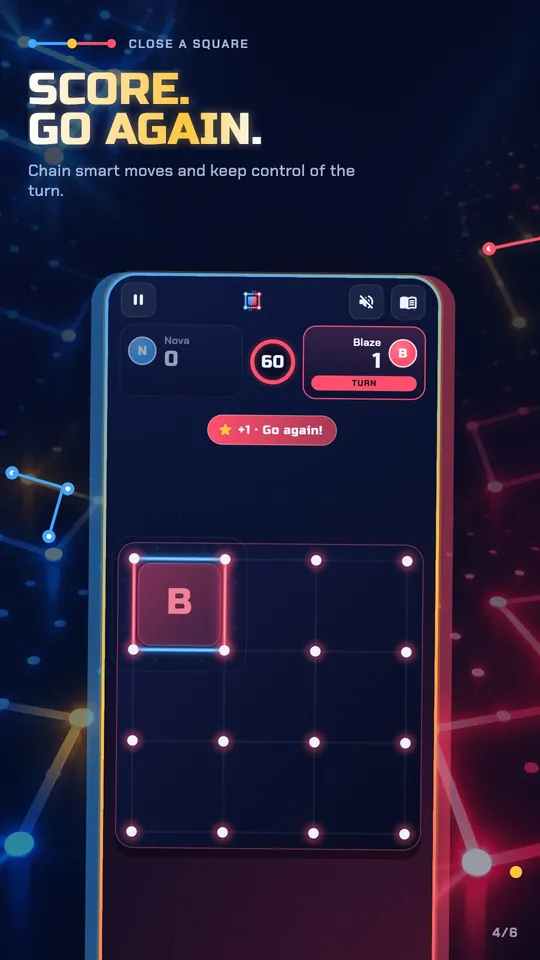 CLOSE A SQUARE
SCORE.
GO AGAIN.
Chain smart moves and keep control of the
turn.
N Nova 0
60
Blaze 1 B
TURN
+1 · Go again!
B
4/6